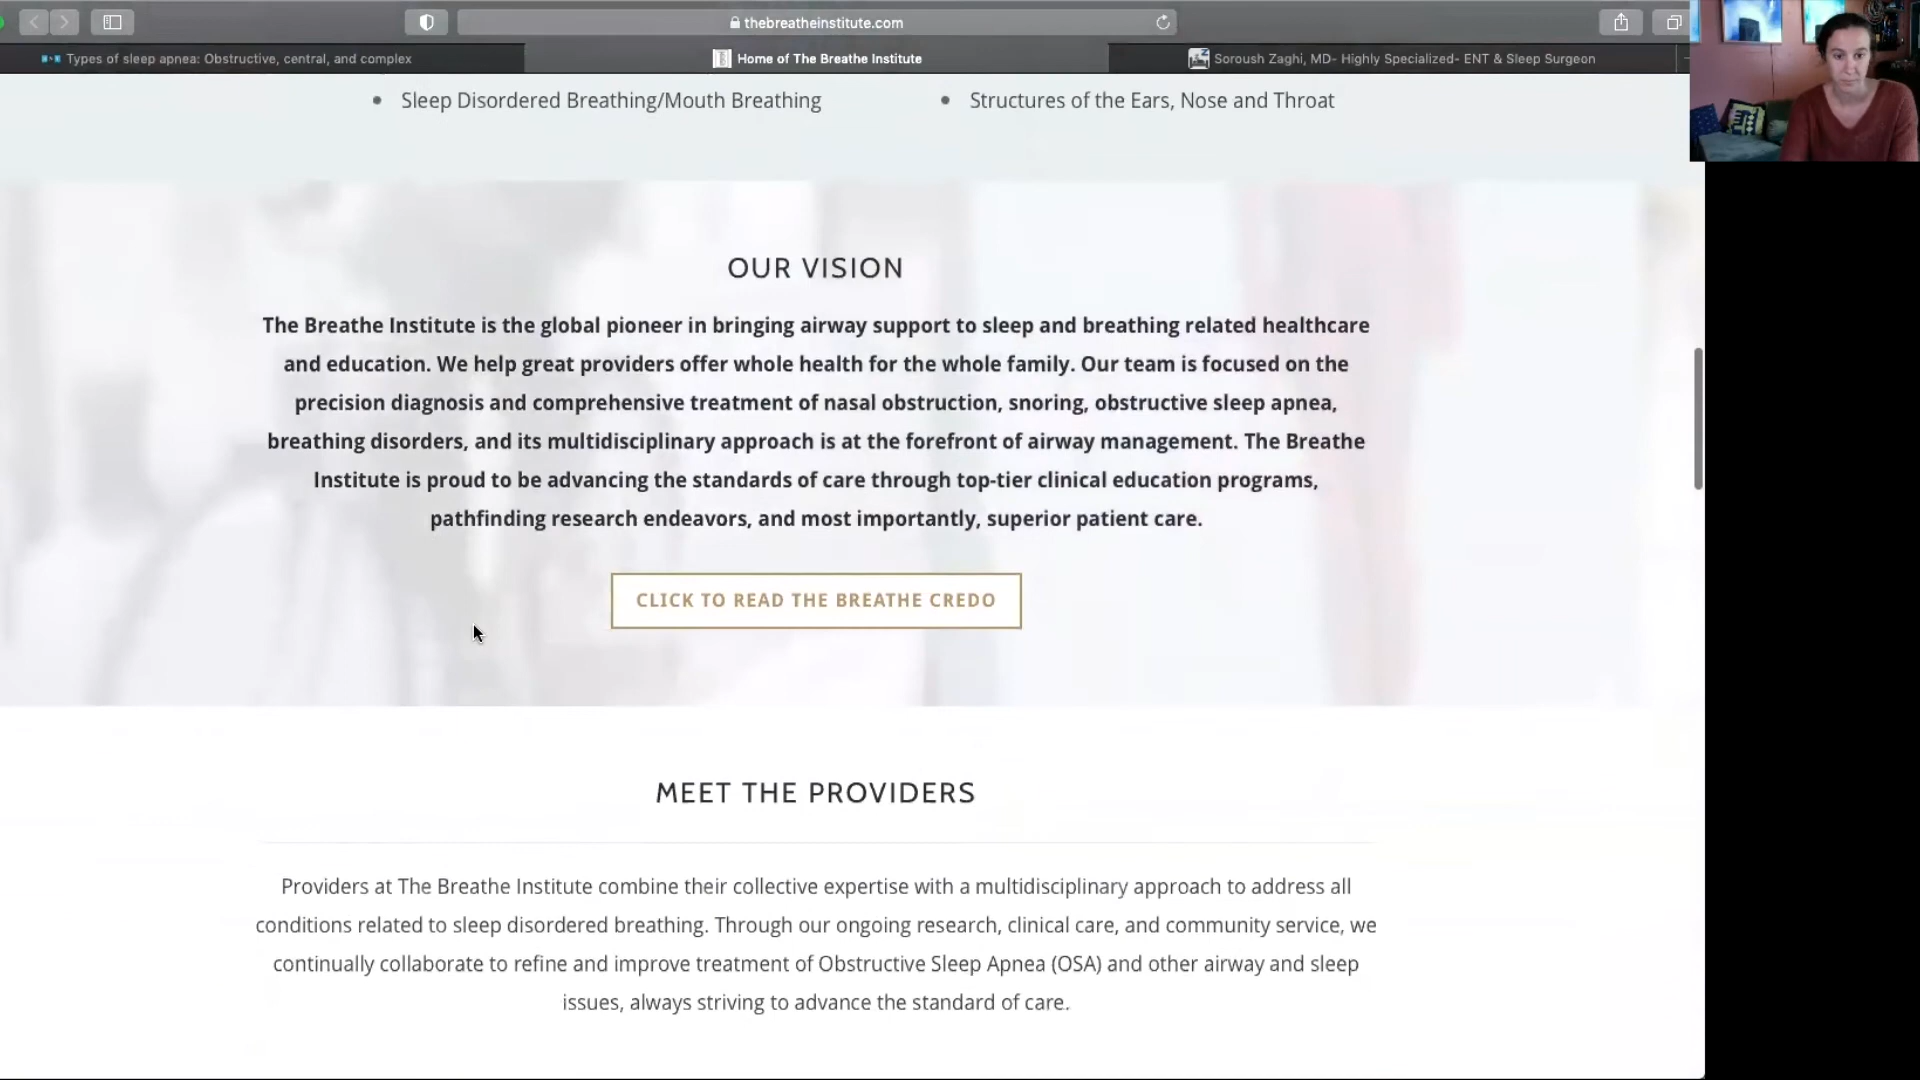 thebreatheinstitute.com
Types of sleep apnea: Obstructive, central, and complex
Home of The Breathe Institute
Soroush Zaghi, MD- Highly Specialized- ENT & Sleep Surgeon
• Sleep Disordered Breathing/Mouth Breathing
• Structures of the Ears, Nose and Throat
OUR VISION
The Breathe Institute is the global pioneer in bringing airway support to sleep and breathing related healthcare
and education. We help great providers offer whole health for the whole family. Our team is focused on the
precision diagnosis and comprehensive treatment of nasal obstruction, snoring, obstructive sleep apnea,
breathing disorders, and its multidisciplinary approach is at the forefront of airway management. The Breathe
Institute is proud to be advancing the standards of care through top-tier clinical education programs,
pathfinding research endeavors, and most importantly, superior patient care.
CLICK TO READ THE BREATHE CREDO
MEET THE PROVIDERS
Providers at The Breathe Institute combine their collective expertise with a multidisciplinary approach to address all
conditions related to sleep disordered breathing. Through our ongoing research, clinical care, and community service, we
continually collaborate to refine and improve treatment of Obstructive Sleep Apnea (OSA) and other airway and sleep
issues, always striving to advance the standard of care.